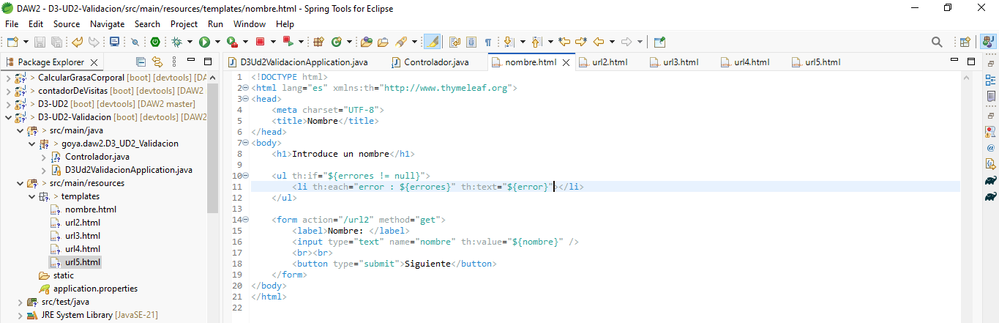 DAW2 - D3-UD2-Validacion/src/main/resources/templates/nombre.html - Spring Tools for Eclipse
File Edit Source Navigate Search Project Run Window Help
Package Explorer
D3Ud2ValidacionApplication.java Controlador.java nombre.html url2.html url3.html url4.html url5.html
> CalcularGrasaCorporal [boot] [devtools] [DA
> contadorDeVisitas [boot] [devtools] [DAW2
> D3-UD2 [boot] [devtools] [DAW2 master]
> D3-UD2-Validacion [boot] [devtools] [DAW2
> src/main/java
> goya.daw2.D3_UD2_Validacion
Controlador.java
D3Ud2ValidacionApplication.java
> src/main/resources
> templates
nombre.html
url2.html
url3.html
url4.html
url5.html
static
application.properties
src/test/java
JRE System Library [JavaSE-21]
1 <!DOCTYPE html>
2 <html lang="es" xmlns:th="http://www.thymeleaf.org">
3 <head>
4 <meta charset="UTF-8">
5 <title>Nombre</title>
6 </head>
7 <body>
8 <h1>Introduce un nombre</h1>
9
10 <ul th:if="${errores != null}">
11 <li th:each="error : ${errores}" th:text="${error}"></li>
12 </ul>
13
14 <form action="/url2" method="get">
15 <label>Nombre: </label>
16 <input type="text" name="nombre" th:value="${nombre}" />
17 <br><br>
18 <button type="submit">Siguiente</button>
19 </form>
20 </body>
21 </html>
22